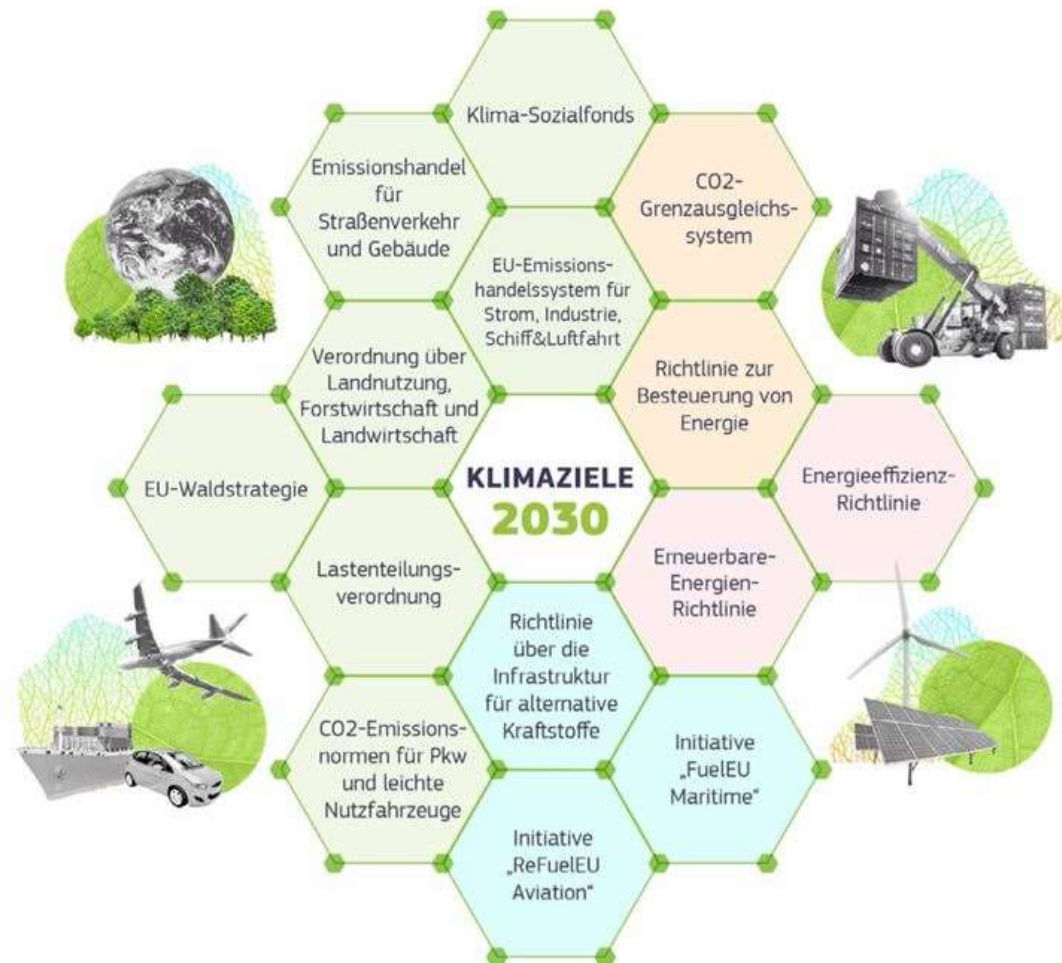 Klima-Sozialfonds
Emissionshandel
für
Straßenverkehr
und Gebäude
CO2-
Grenzausgleichs-
system
EU-Emissions-
handelssystem für
Strom, Industrie,
Schiff&Luftfahrt
Verordnung über
Landnutzung,
Forstwirtschaft und
Landwirtschaft
Richtlinie zur
Besteuerung von
Energie
EU-Waldstrategie
KLIMAZIELE
2030
Energieeffizienz-
Richtlinie
Lastenteilungs-
verordnung
Erneuerbare-
Energien-
Richtlinie
Richtlinie
über die
Infrastruktur
für alternative
Kraftstoffe
CO2-Emissions-
normen für Pkw
und leichte
Nutzfahrzeuge
Initiative
„FuelEU
Maritime“
Initiative
„ReFuelEU
Aviation“